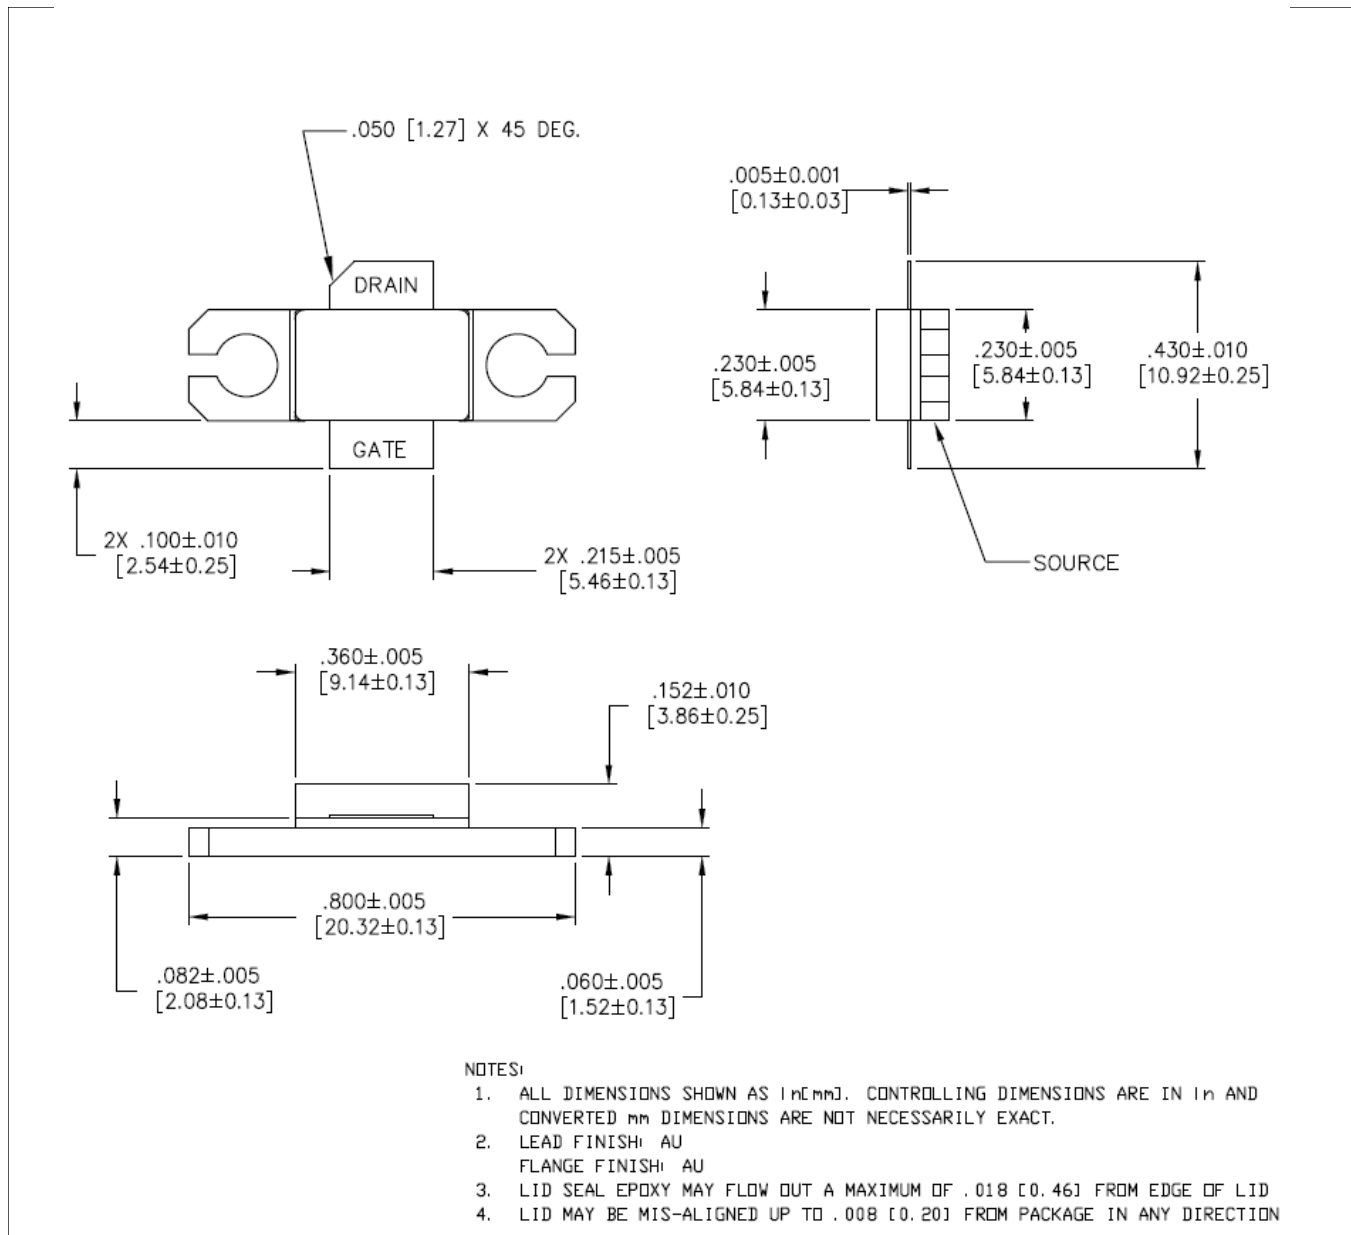 .050 [1.27] X 45 DEG.
.005±0.001
[0.13±0.03]
DRAIN
.230±.005
[5.84±0.13]
.230±.005
[5.84±0.13]
.430±.010
[10.92±0.25]
GATE
2X .100±.010
[2.54±0.25]
2X .215±.005
[5.46±0.13]
SOURCE
.360±.005
[9.14±0.13]
.152±.010
[3.86±0.25]
.800±.005
[20.32±0.13]
.082±.005
[2.08±0.13]
.060±.005
[1.52±0.13]
NOTES:
1. ALL DIMENSIONS SHOWN AS In[mm]. CONTROLLING DIMENSIONS ARE IN In AND
CONVERTED mm DIMENSIONS ARE NOT NECESSARILY EXACT.
2. LEAD FINISH: AU
FLANGE FINISH: AU
3. LID SEAL EPOXY MAY FLOW OUT A MAXIMUM OF .018 [0.46] FROM EDGE OF LID
4. LID MAY BE MIS-ALIGNED UP TO .008 [0.20] FROM PACKAGE IN ANY DIRECTION